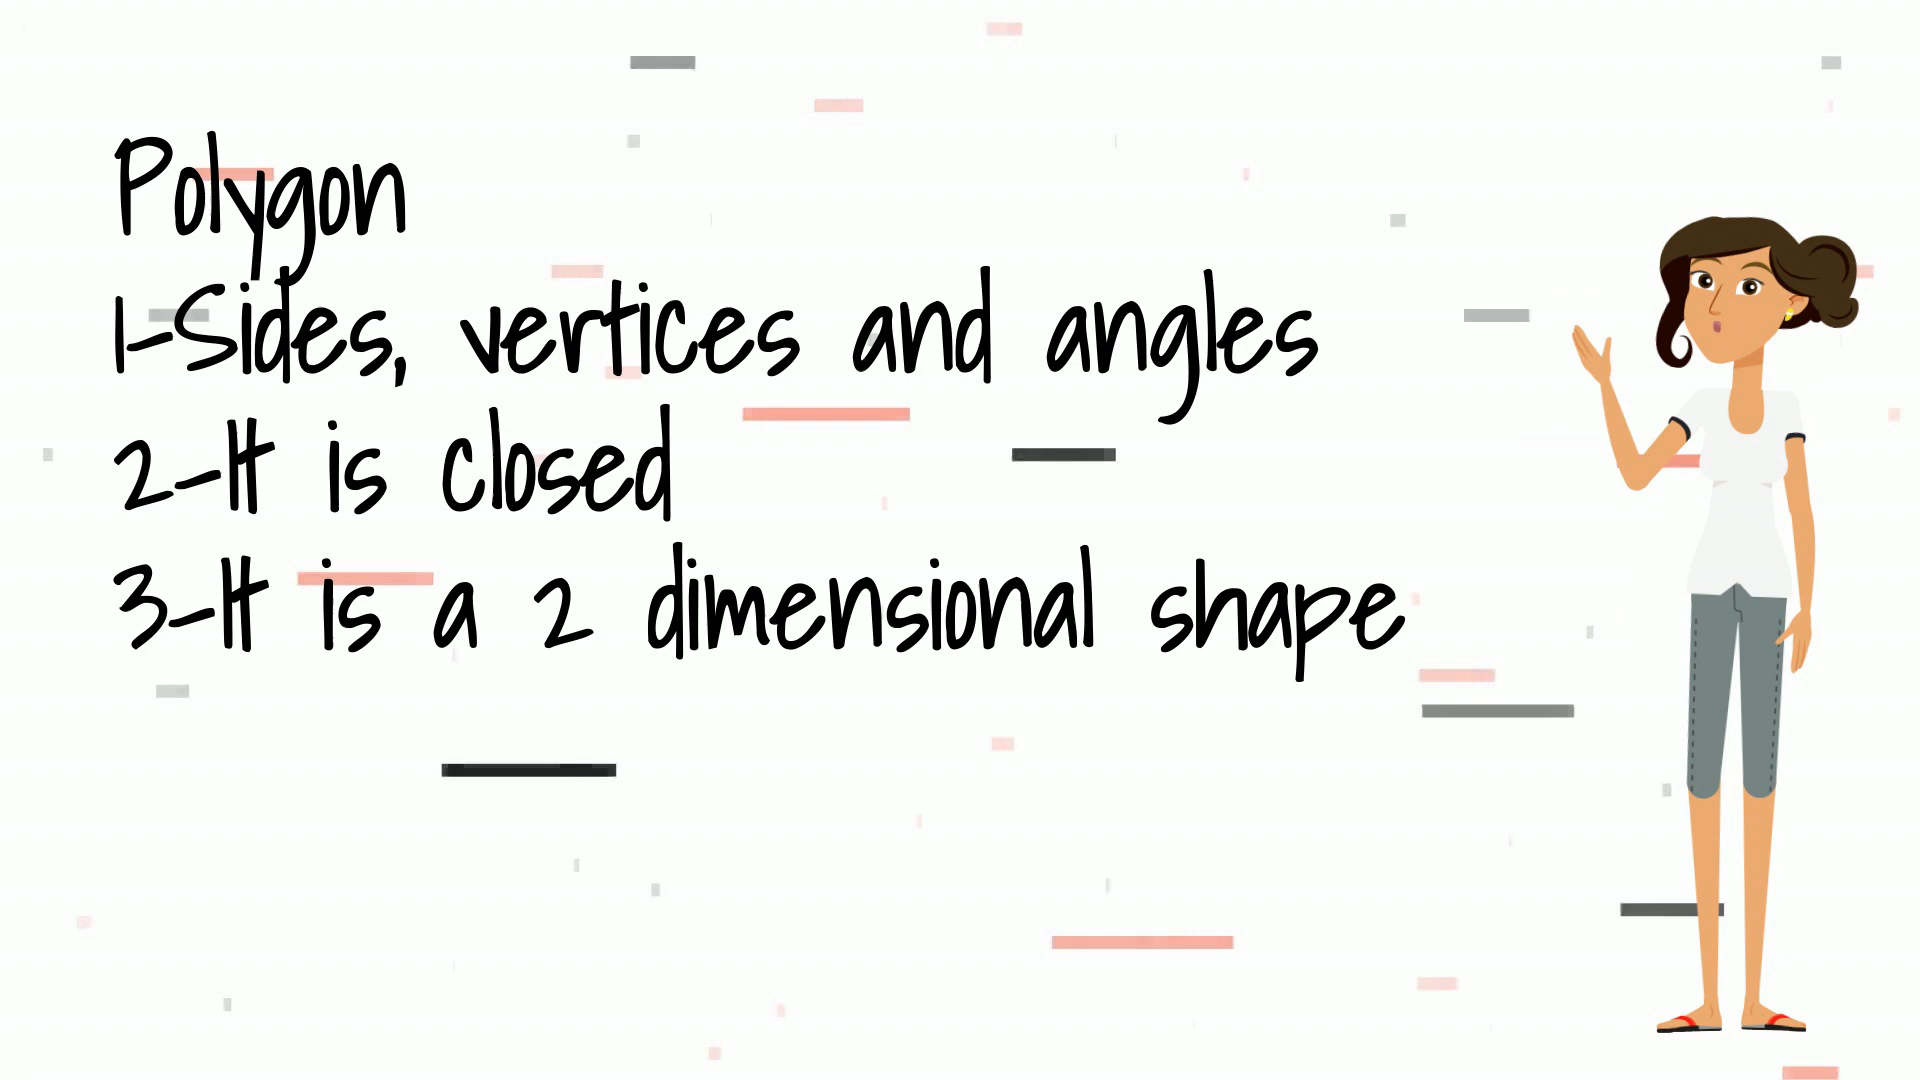 Polygon
1-Sides, vertices and angles
2-It is closed
3-It is a 2 dimensional shape